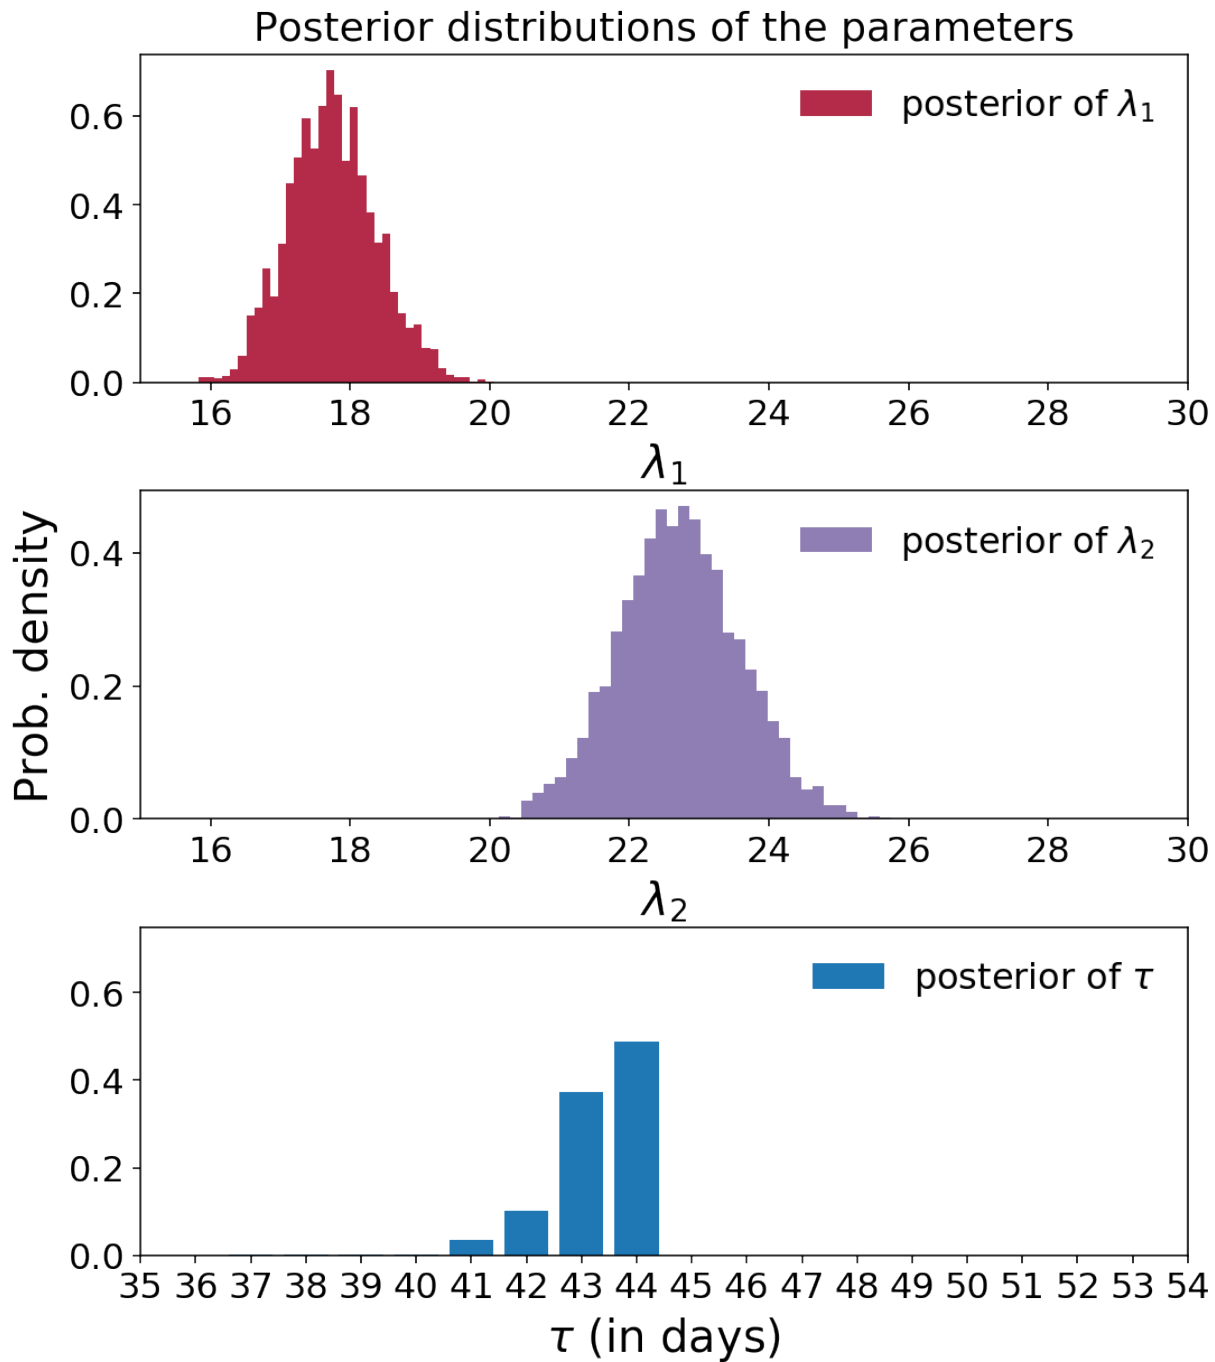 Posterior distributions of the parameters
posterior of λ1
0.6
0.4
0.2
0.0
16 18 20 22 24 26 28 30
λ1
Prob. density
posterior of λ2
0.4
0.2
0.0
16 18 20 22 24 26 28 30
λ2
posterior of τ
0.6
0.4
0.2
0.0
35 36 37 38 39 40 41 42 43 44 45 46 47 48 49 50 51 52 53 54
τ (in days)